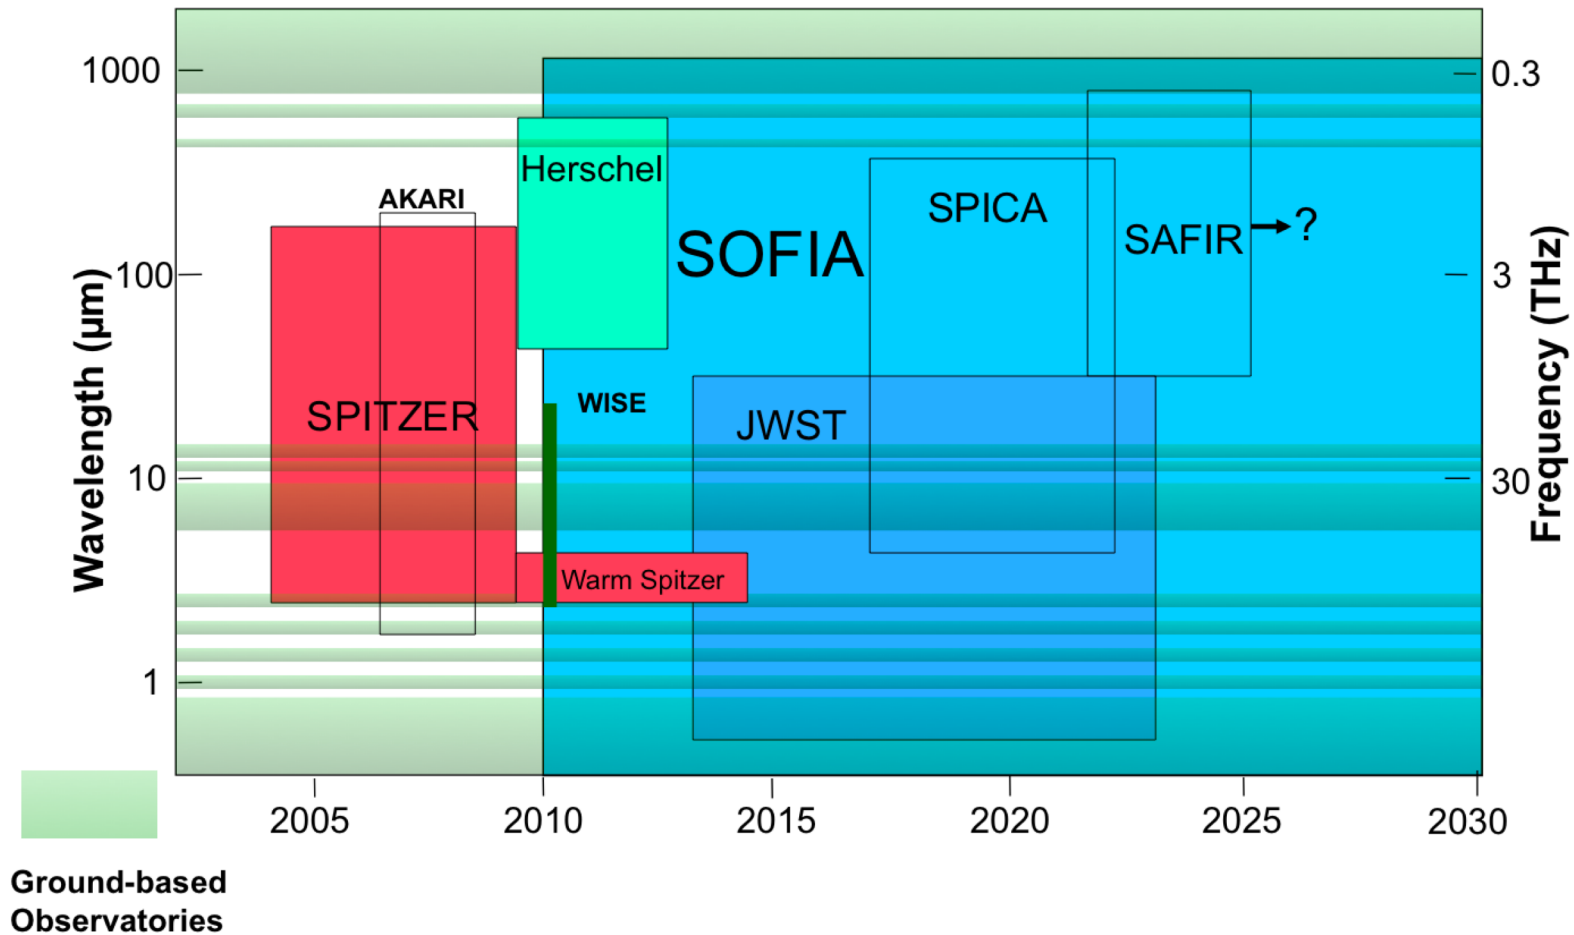 1000
0.3
Herschel
AKARI
SPICA
SAFIR
?
SOFIA
100
3
Wavelength (μm)
Frequency (THz)
WISE
SPITZER
JWST
10
30
Warm Spitzer
1
2005
2010
2015
2020
2025
2030
Ground-based
Observatories